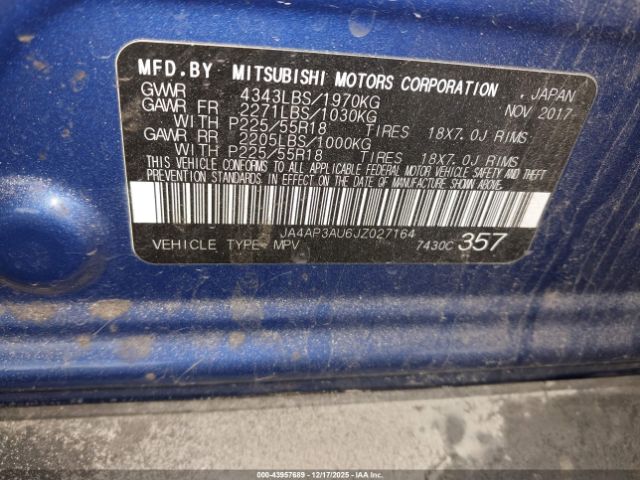 MFD.BY MITSUBISHI MOTORS CORPORATION , JAPAN
GVWR 4343LBS/1970KG NOV 2017
GAWR FR 2271LBS/1030KG
WITH P225/55R18 TIRES 18X7.0J RIMS,
GAWR RR 2205LBS/1000KG
WITH P225/55R18 TIRES 18X7.0J RIMS,
THIS VEHICLE CONFORMS TO ALL APPLICABLE FEDERAL MOTOR VEHICLE SAFETY AND THEFT
PREVENTION STANDARDS IN EFFECT ON THE DATE OF MANUFACTURE SHOWN ABOVE.
JA4AP3AU6JZ027164
VEHICLE TYPE: MPV 7430C 357
000-43957689 | 12/17/2025 | IAAI.COM